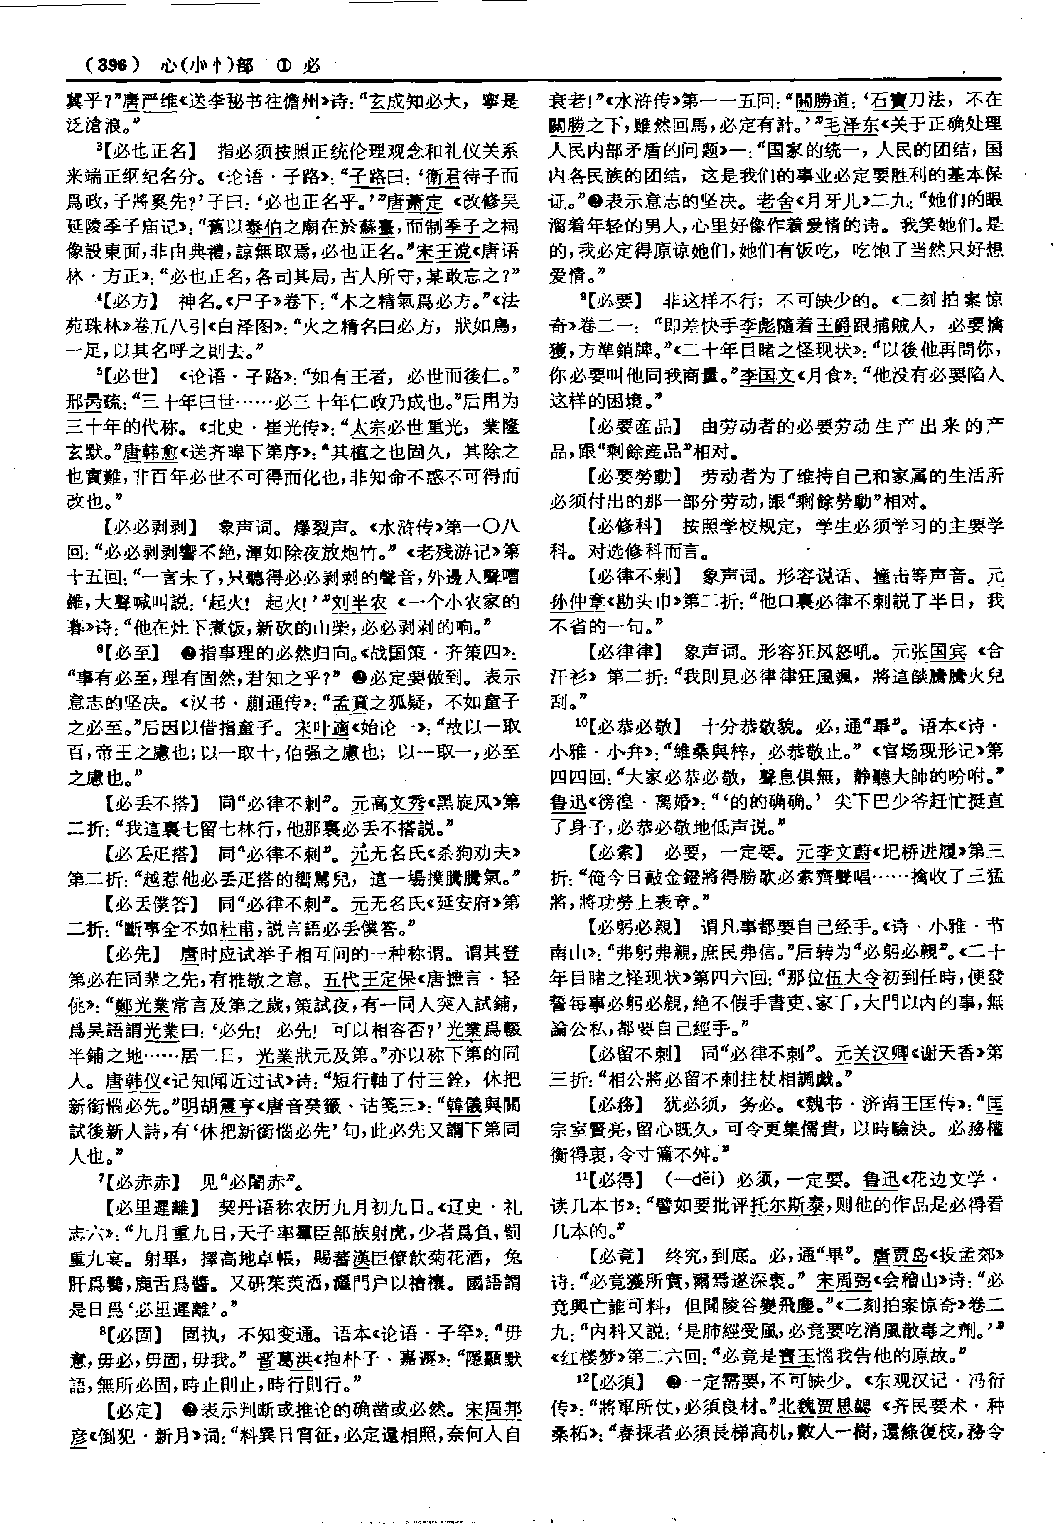 （396） 心(小忄)部 ① 必
冀乎？”唐严维《送李秘书往儋州》诗：“玄成知必大，寧是
泛滄浪。”
³【必也正名】 指必须按照正统伦理观念和礼仪关系
来端正纲纪名分。《论语·子路》：“子路曰：‘衛君待子而
爲政，子將奚先？’子曰：‘必也正名乎。’”唐萧定《改修吴
延陵季子庙记》：“舊以泰伯之廟在於蘇臺，而制季子之祠
像設東面，非由典禮，諒無取焉，必也正名。”宋王谠《唐语
林·方正》：“必也正名，各司其局，古人所守，某敢忘之？”
⁴【必方】 神名。《尸子》卷下：“木之精氣爲必方。”《法
苑珠林》卷五八引《白泽图》：“火之精名曰必方，狀如鳥，
一足，以其名呼之則去。”
⁵【必世】 《论语·子路》：“如有王者，必世而後仁。”
邢昺疏：“三十年曰世……必三十年仁政乃成也。”后用为
三十年的代称。《北史·崔光传》：“太宗必世重光，業隆
玄默。”唐韩愈《送齐皞下第序》：“其植之也固久，其除之
也實難，非百年必世不可得而化也，非知命不惑不可得而
改也。”
【必必剥剥】 象声词。爆裂声。《水浒传》第一〇八
回：“必必剥剥響不绝，渾如除夜放炮竹。”《老残游记》第
十五回：“一言未了，只聽得必必剥剥的聲音，外邊人聲嘈
雜，大聲喊叫説：‘起火！起火！’”刘半农《一个小农家的
暮》诗：“他在灶下煮饭，新砍的山柴，必必剥剥的响。”
⁶【必至】 ❶指事理的必然归向。《战国策·齐策四》：
“事有必至，理有固然，君知之乎？”❷必定要做到。表示
意志的坚决。《汉书·蒯通传》：“孟賁之狐疑，不如童子
之必至。”后因以借指童子。宋叶適《始论一》：“故以一取
百，帝王之慮也；以一取十，伯强之慮也；以一取一，必至
之慮也。”
【必丢不搭】 同“必律不剌”。元高文秀《黑旋风》第
二折：“我這裏七留七林行，他那裏必丢不搭説。”
【必丢疋搭】 同“必律不剌”。元无名氏《杀狗劝夫》
第二折：“越惹他必丢疋搭的響駡兒，這一場撲騰騰氣。”
【必丢僕答】 同“必律不剌”。元无名氏《延安府》第
二折：“斷事全不如杜甫，説言語必丢僕答。”
【必先】 唐时应试举子相互间的一种称谓。谓其登
第必在同辈之先，有推敬之意。五代王定保《唐摭言·轻
佻》：“鄭光業常言及第之歲，策試夜，有一同人突入試鋪，
爲吴語謂光業曰：‘必先！必先！可以相容否？’光業爲輟
半鋪之地……居二日，光業狀元及第。”亦以称下第的同
人。唐韩仪《记知闻近过试》诗：“短行軸了付三銓，休把
新銜惱必先。”明胡震亨《唐音癸籤、诂笺三》：“韓儀與聞
試後新人詩，有‘休把新銜惱必先’句，此必先又謂下第同
人也。”
⁷【必赤赤】 见“必闍赤”。
【必里遲離】 契丹语称农历九月初九日。《辽史·礼
志六》：“九月重九日，天子率羣臣部族射虎，少者爲負，罰
重九宴。射畢，擇高地卓帳，賜蕃漢臣僚飲菊花酒，兔
肝爲臡，鹿舌爲醬。又研茱萸酒，灑門户以禬禳。國語謂
是日爲‘必里遲離’。”
⁸【必固】 固执，不知变通。语本《论语·子罕》：“毋
意，毋必，毋固，毋我。”晋葛洪《抱朴子·嘉遯》：“隱顯默
語，無所必固，時止則止，時行則行。”
【必定】 ❶表示判断或推论的确凿或必然。宋周邦
彦《倒犯·新月》词：“料異日宵征，必定還相照，奈何人自
衰老！”《水浒传》第一一五回：“關勝道：‘石寶刀法，不在
關勝之下，雖然回馬，必定有計。’”毛泽东《关于正确处理
人民内部矛盾的问题》一：“国家的统一，人民的团结，国
内各民族的团结，这是我们的事业必定要胜利的基本保
证。”❷表示意志的坚决。老舍《月牙儿》二九：“她们的眼
溜着年轻的男人，心里好像作着爱情的诗。我笑她们。是
的，我必定得原谅她们，她们有饭吃，吃饱了当然只好想
爱情。”
⁹【必要】 非这样不行；不可缺少的。《二刻拍案惊
奇》卷二一：“即差快手李彪隨着王爵跟捕賊人，必要擒
獲，方準銷牌。”《二十年目睹之怪现状》：“以後他再問你，
你必要叫他同我商量。”李国文《月食》：“他没有必要陷入
这样的困境。”
【必要産品】 由劳动者的必要劳动生产出来的产
品，跟“剩餘産品”相对。
【必要勞動】 劳动者为了维持自己和家属的生活所
必须付出的那一部分劳动，跟“剩餘勞動”相对。
【必修科】 按照学校规定，学生必须学习的主要学
科。对选修科而言。
【必律不剌】 象声词。形容说话、撞击等声音。元
孙仲章《勘头巾》第二折：“他口裏必律不剌説了半日，我
不省的一句。”
【必律律】 象声词。形容狂风怒吼。元张国宾《合
汗衫》第二折：“我則見必律律狂風颯，將這燄騰騰火兒
刮。”
¹⁰【必恭必敬】 十分恭敬貌。必，通“畢”。语本《诗·
小雅·小弁》：“維桑與梓，必恭敬止。”《官场现形记》第
四四回：“大家必恭必敬，聲息俱無，静聽大帥的吩咐。”
鲁迅《徬徨·离婚》：“‘的的确确。’尖下巴少爷赶忙挺直
了身子，必恭必敬地低声说。”
【必索】 必要，一定要。元李文蔚《圯桥进履》第三
折：“俺今日敲金鐙將得勝歌必索齊聲唱……擒收了三猛
將，將功勞上表章。”
【必躬必親】 谓凡事都要自己经手。《诗·小雅·节
南山》：“弗躬弗親，庶民弗信。”后转为“必躬必親”。《二十
年目睹之怪现状》第四六回：“那位伍大令初到任時，便發
誓每事必躬必親，絶不假手書吏、家丁，大門以内的事，無
論公私，都要自己經手。”
【必留不剌】 同“必律不剌”。元关汉卿《谢天香》第
三折：“相公將必留不剌拄杖相調戲。”
【必務】 犹必须，务必。《魏书·济南王匡传》：“匡
宗室賢亮，留心既久，可令更集儒貴，以時驗決。必務權
衡得衷，令寸籥不舛。”
¹¹【必得】 （—děi）必须，一定要。鲁迅《花边文学·
读几本书》：“譬如要批评托尔斯泰，则他的作品是必得看
几本的。”
【必竟】 终究，到底。必，通“畢”。唐贾岛《投孟郊》
诗：“必竟獲所實，爾焉遂深衷。”宋周弼《会稽山》诗：“必
竟興亡誰可料，但聞陵谷變飛塵。”《二刻拍案惊奇》卷二
九：“内科又説：‘是肺經受風，必竟要吃消風散毒之劑。’”
《红楼梦》第二六回：“必竟是寶玉惱我告他的原故。”
¹²【必須】 ❶一定需要，不可缺少。《东观汉记·冯衍
传》：“將軍所仗，必須良材。”北魏贾思勰《齐民要术·种
桑柘》：“春採者必須長梯高机，數人一樹，還條復枝，務令